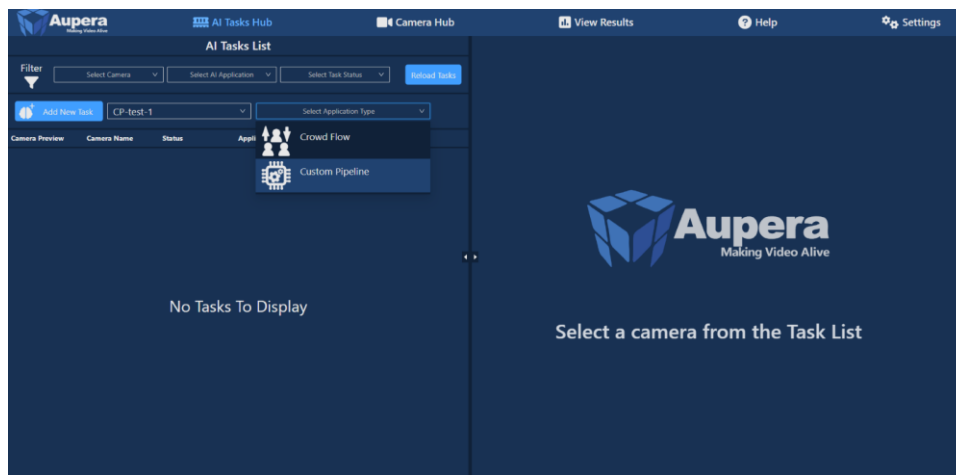 Aupera
Making Video Alive
AI Tasks Hub
Camera Hub
View Results
Help
Settings
AI Tasks List
Filter
Select Camera
Select AI Application
Select Task Status
Reload Tasks
Add New Task
CP-test-1
Select Application Type
Camera Preview
Camera Name
Status
Appli
Crowd Flow
Custom Pipeline
No Tasks To Display
Aupera
Making Video Alive
Select a camera from the Task List